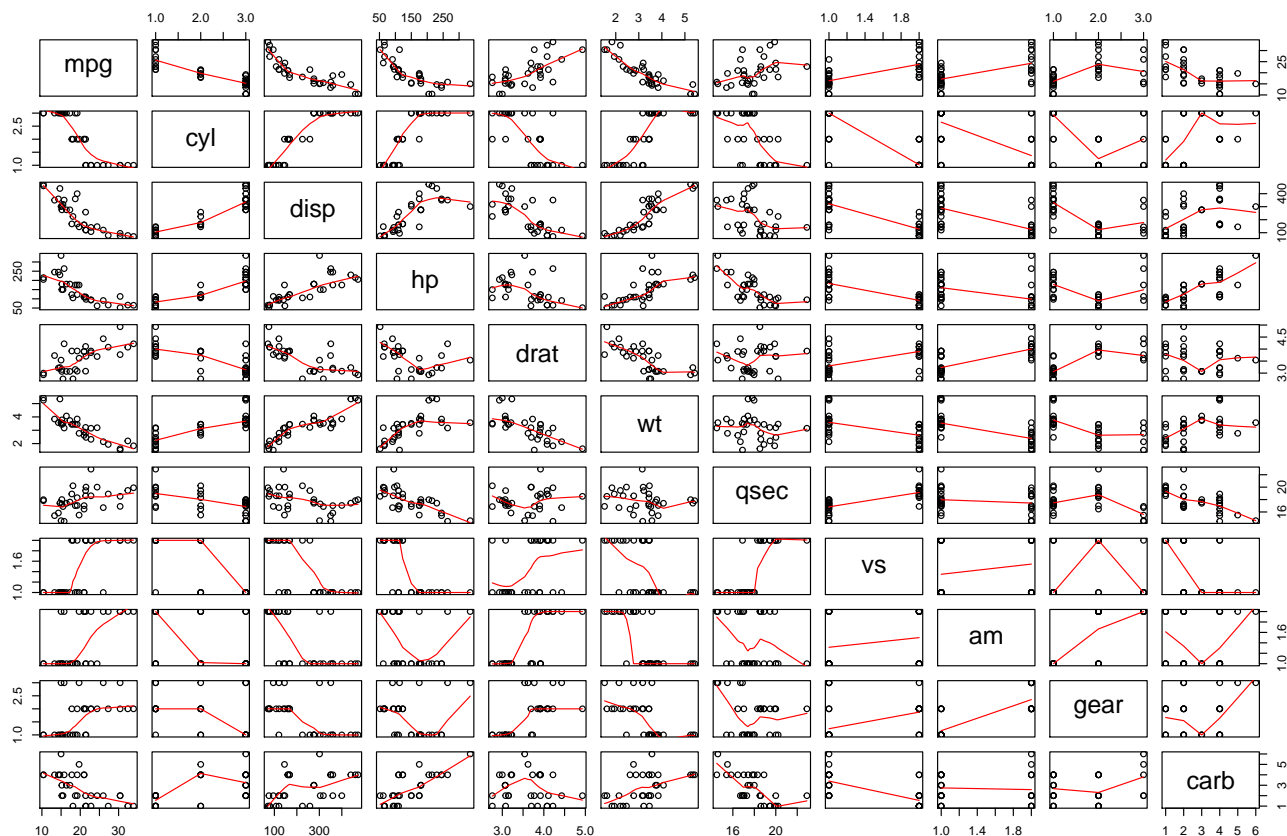 1.0 2.0 3.0 50 150 250 2 3 4 5 1.0 1.4 1.8 1.0 2.0 3.0
mpg 10 25
1.0 2.5 cyl
disp 100 400
50 250 hp
drat 3.0 4.5
2 4 wt
qsec 16 20
1.0 1.6 vs
am 1.0 1.6
1.0 2.5 gear
carb 1 3 5
10 20 30 100 300 3.0 4.0 5.0 16 20 1.0 1.4 1.8 1 2 3 4 5 6